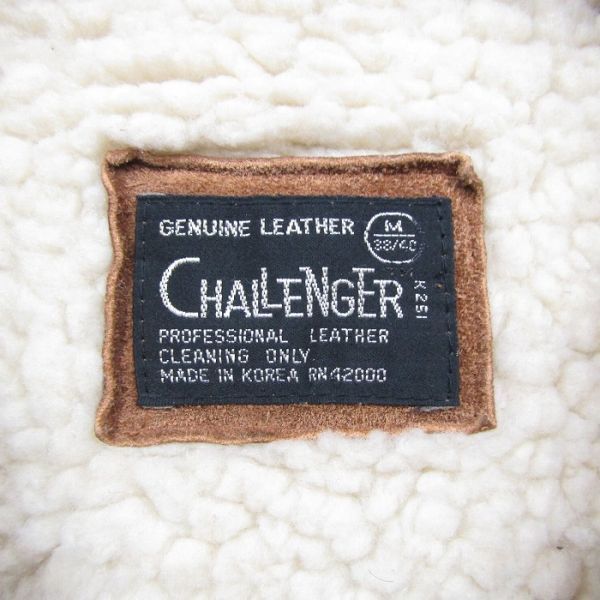 GENUINE LEATHER
M
38/40
CHALLENGER
K251
PROFESSIONAL LEATHER
CLEANING ONLY.
MADE IN KOREA RN42000